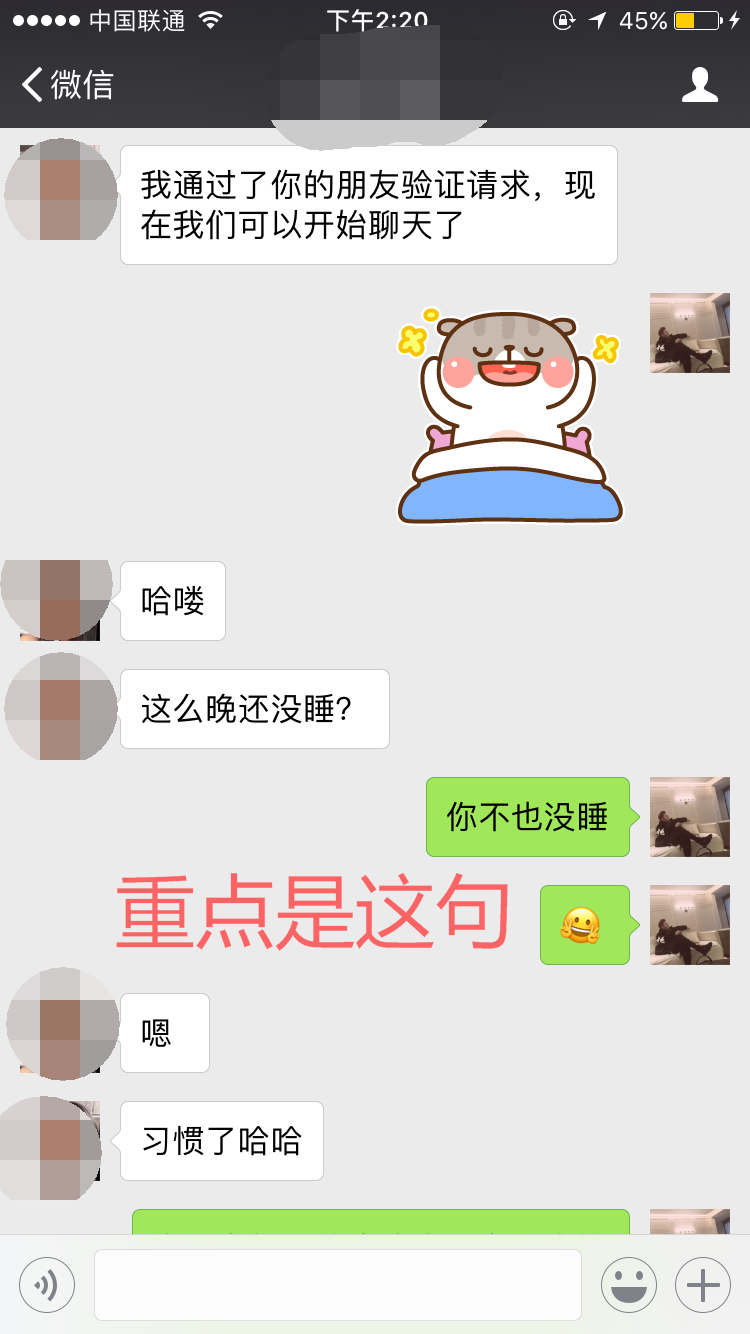 中国联通
下午2:20
45%
微信
我通过了你的朋友验证请求，现
在我们可以开始聊天了
哈喽
这么晚还没睡？
你不也没睡
重点是这句
嗯
习惯了哈哈